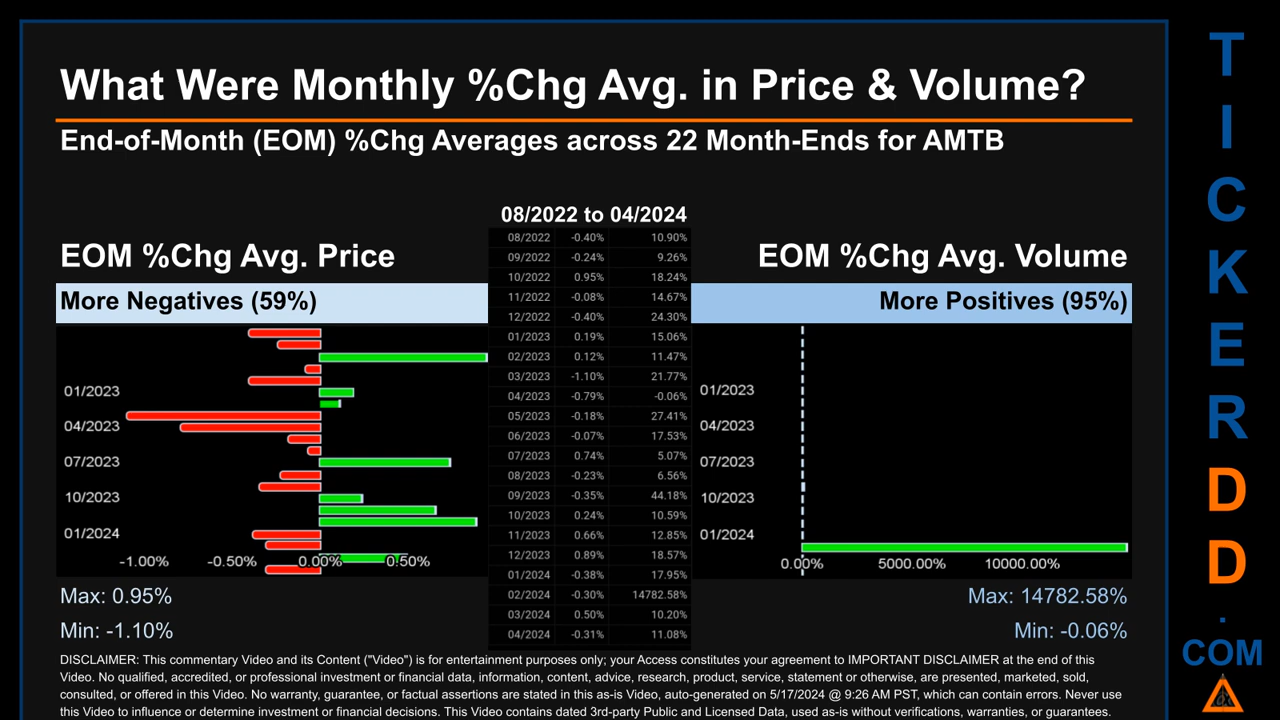 What Were Monthly %Chg Avg. in Price & Volume?
End-of-Month (EOM) %Chg Averages across 22 Month-Ends for AMTB
08/2022 to 04/2024
EOM %Chg Avg. Price
EOM %Chg Avg. Volume
More Negatives (59%)
More Positives (95%)
08/2022 -0.40% 10.90%
09/2022 -0.24% 9.26%
10/2022 0.95% 18.24%
11/2022 -0.08% 14.67%
12/2022 -0.40% 24.30%
01/2023 0.19% 15.06%
02/2023 0.12% 11.47%
03/2023 -1.10% 21.77%
04/2023 -0.79% -0.06%
05/2023 -0.18% 27.41%
06/2023 -0.07% 17.53%
07/2023 0.74% 5.07%
08/2023 -0.23% 6.56%
09/2023 -0.35% 44.18%
10/2023 0.24% 10.59%
11/2023 0.66% 12.85%
12/2023 0.89% 18.57%
01/2024 -0.38% 17.95%
02/2024 -0.30% 14782.58%
03/2024 0.50% 10.20%
04/2024 -0.31% 11.08%
01/2023
04/2023
07/2023
10/2023
01/2024
-1.00% -0.50% 0.00% 0.50%
01/2023
04/2023
07/2023
10/2023
01/2024
0.00% 5000.00% 10000.00%
Max: 0.95%
Min: -1.10%
Max: 14782.58%
Min: -0.06%
DISCLAIMER: This commentary Video and its Content ("Video") is for entertainment purposes only; your Access constitutes your agreement to IMPORTANT DISCLAIMER at the end of this
Video. No qualified, accredited, or professional investment or financial data, information, content, advice, research, product, service, statement or otherwise, are presented, marketed, sold,
consulted, or offered in this Video. No warranty, guarantee, or factual assertions are stated in this as-is Video, auto-generated on 5/17/2024 @ 9:26 AM PST, which can contain errors. Never use
this Video to influence or determine investment or financial decisions. This Video contains dated 3rd-party Public and Licensed Data, used as-is without verifications, warranties, or guarantees.
T
I
C
K
E
R
D
D
.
COM